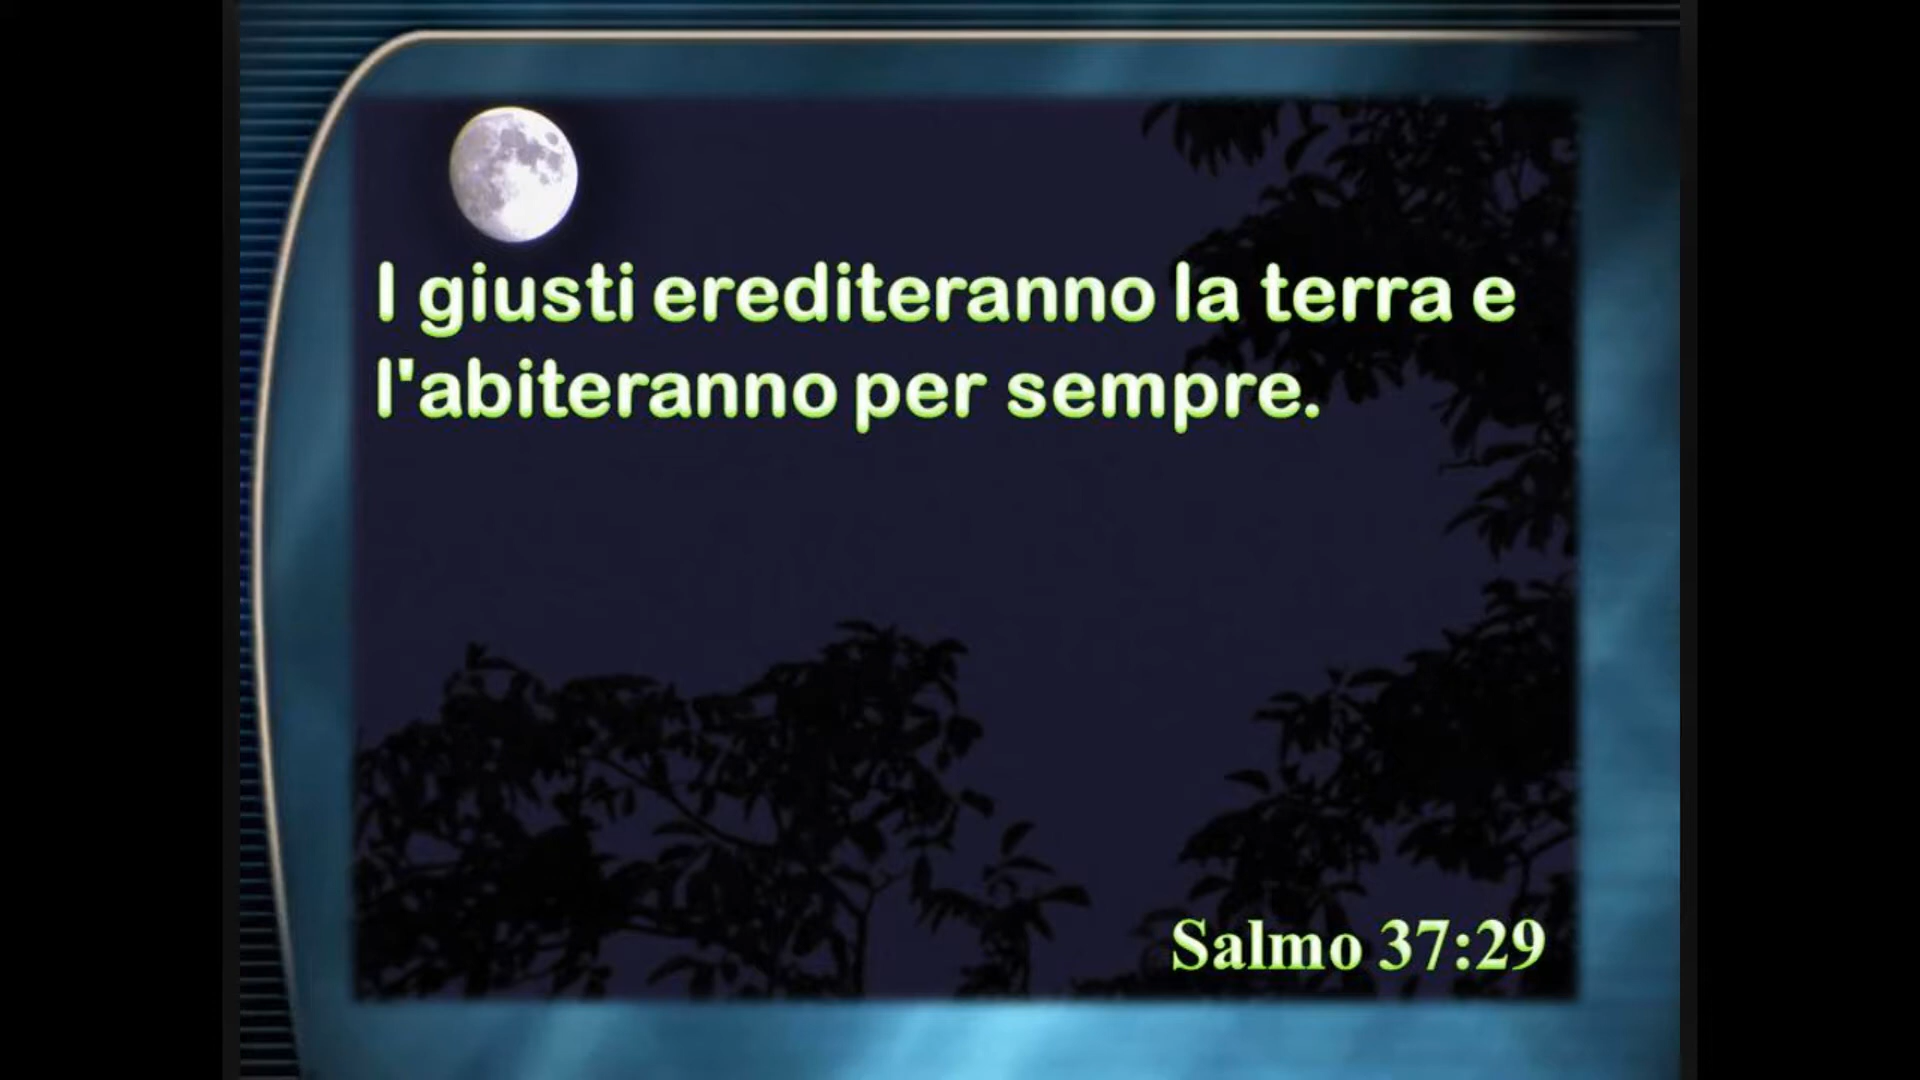 I giusti erediteranno la terra e
l'abiteranno per sempre.
Salmo 37:29